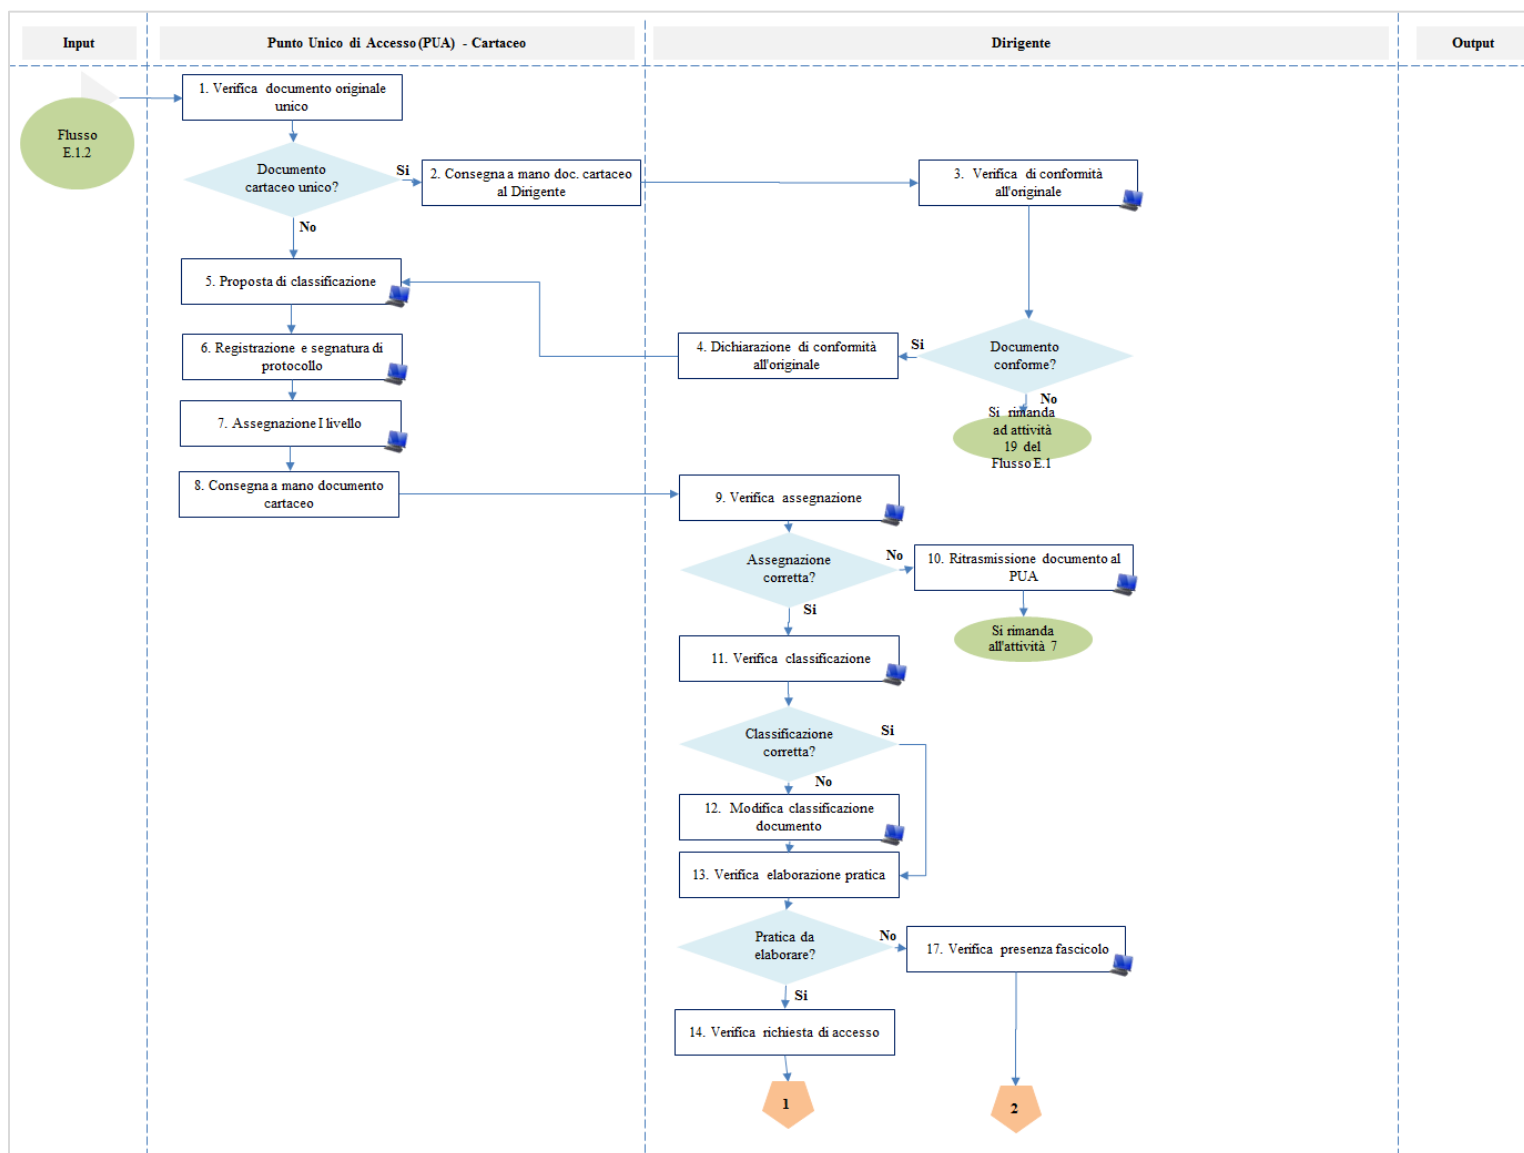 Input
Punto Unico di Accesso (PUA) - Cartaceo
Dirigente
Output
Flusso
E.1.2
1. Verifica documento originale
unico
Documento
cartaceo unico?
Si
No
2. Consegna a mano doc. cartaceo
al Dirigente
3. Verifica di conformità
all'originale
5. Proposta di classificazione
6. Registrazione e segnatura di
protocollo
4. Dichiarazione di conformità
all'originale
Si
Documento
conforme?
No
Si rimanda
ad attività
19 del
Flusso E.1
7. Assegnazione I livello
8. Consegna a mano documento
cartaceo
9. Verifica assegnazione
Assegnazione
corretta?
No
Si
10. Ritrasmissione documento al
PUA
Si rimanda
all'attività 7
11. Verifica classificazione
Classificazione
corretta?
Si
No
12. Modifica classificazione
documento
13. Verifica elaborazione pratica
Pratica da
elaborare?
No
Si
17. Verifica presenza fascicolo
14. Verifica richiesta di accesso
1
2